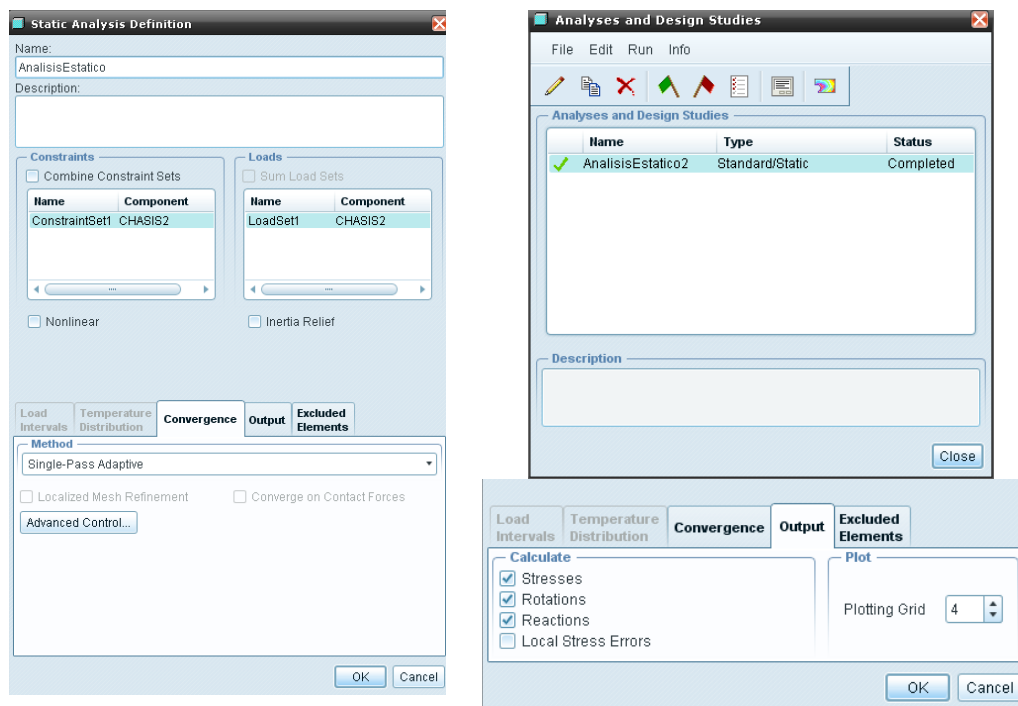 Static Analysis Definition
Name:
AnalisisEstatico
Description:
Constraints
Combine Constraint Sets
Name Component
ConstraintSet1 CHASIS2
Loads
Sum Load Sets
Name Component
LoadSet1 CHASIS2
Nonlinear
Inertia Relief
Load Intervals
Temperature Distribution
Convergence
Output
Excluded Elements
Method
Single-Pass Adaptive
Localized Mesh Refinement
Converge on Contact Forces
Advanced Control...
OK Cancel
Analyses and Design Studies
File Edit Run Info
Analyses and Design Studies
Name Type Status
AnalisisEstatico2 Standard/Static Completed
Description
Close
Load Intervals
Temperature Distribution
Convergence
Output
Excluded Elements
Calculate
Stresses
Rotations
Reactions
Local Stress Errors
Plot
Plotting Grid 4
OK Cancel